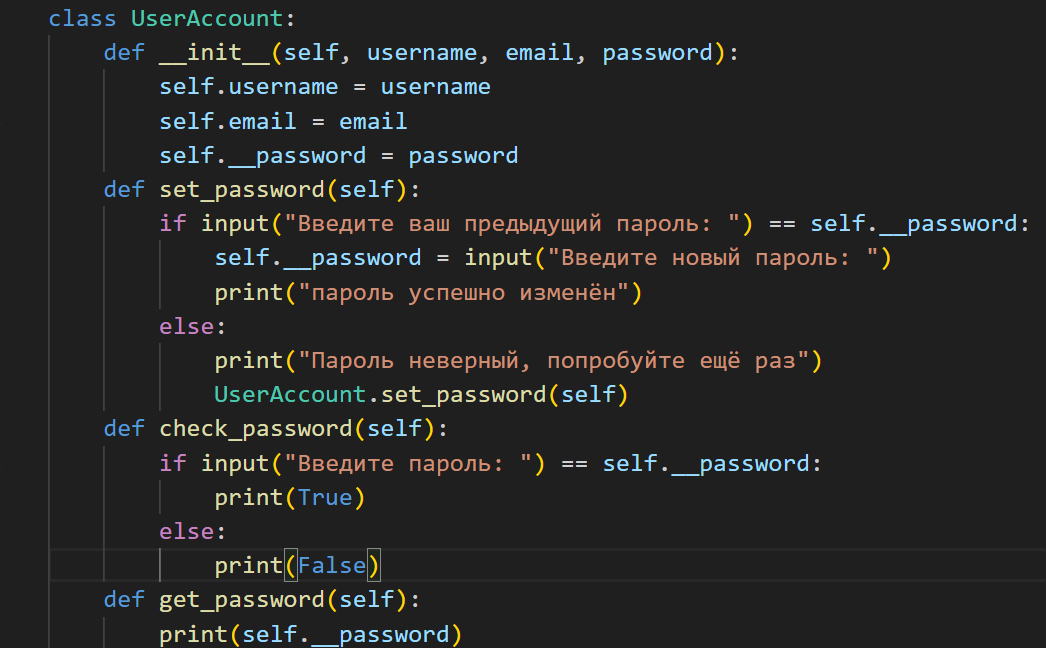 class UserAccount:
    def __init__(self, username, email, password):
        self.username = username
        self.email = email
        self.__password = password
    def set_password(self):
        if input("Введите ваш предыдущий пароль: ") == self.__password:
            self.__password = input("Введите новый пароль: ")
            print("пароль успешно изменён")
        else:
            print("Пароль неверный, попробуйте ещё раз")
            UserAccount.set_password(self)
    def check_password(self):
        if input("Введите пароль: ") == self.__password:
            print(True)
        else:
            print(False)
    def get_password(self):
        print(self.__password)